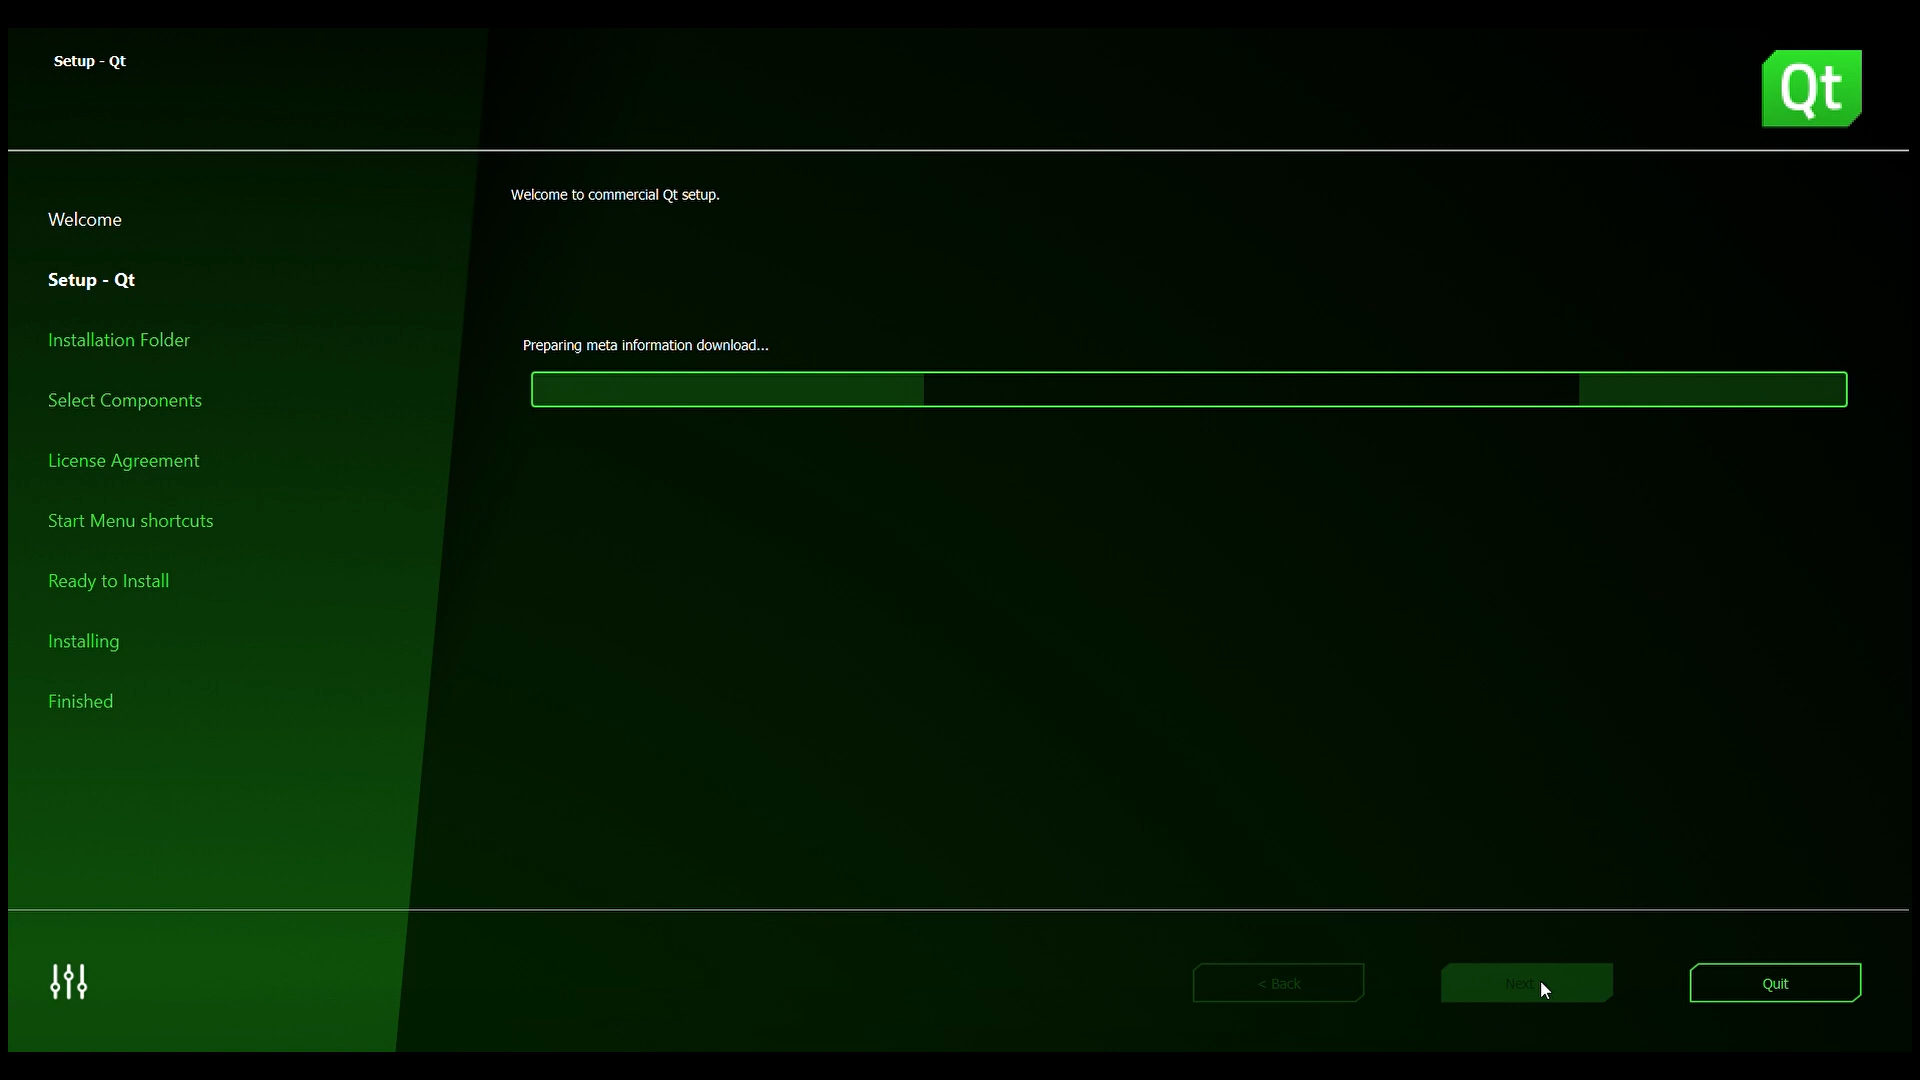 Setup - Qt
Qt
Welcome to commercial Qt setup.
Welcome
Setup - Qt
Installation Folder
Select Components
License Agreement
Start Menu shortcuts
Ready to Install
Installing
Finished
Preparing meta information download...
< Back
Next
Quit